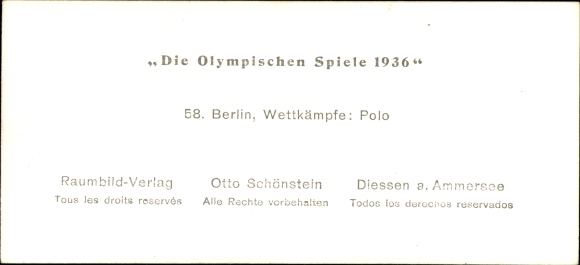 „Die Olympischen Spiele 1936“
58. Berlin, Wettkämpfe: Polo
Raumbild-Verlag Otto Schönstein Diessen a. Ammersee
Tous les droits reservés Alle Rechte vorbehalten Todos los derechos reservados